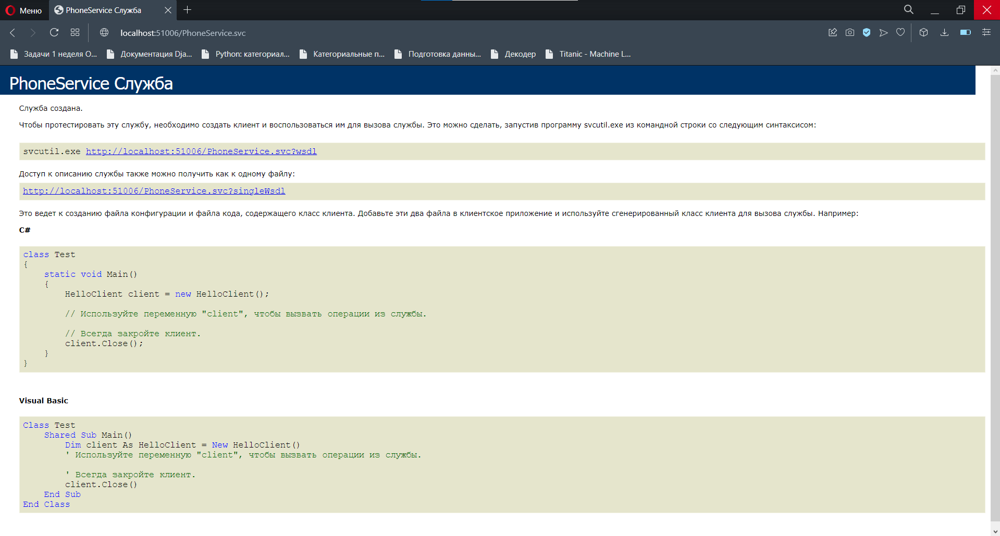 Меню
PhoneService Служба
localhost:51006/PhoneService.svc
Задачи 1 неделя О...
Документация Dja...
Python: категориал...
Категориальные п...
Подготовка данны...
Декодер
Titanic - Machine L...
PhoneService Служба
Служба создана.
Чтобы протестировать эту службу, необходимо создать клиент и воспользоваться им для вызова службы. Это можно сделать, запустив программу svcutil.exe из командной строки со следующим синтаксисом:
svcutil.exe http://localhost:51006/PhoneService.svc?wsdl
Доступ к описанию службы также можно получить как к одному файлу:
http://localhost:51006/PhoneService.svc?singleWsdl
Это ведет к созданию файла конфигурации и файла кода, содержащего класс клиента. Добавьте эти два файла в клиентское приложение и используйте сгенерированный класс клиента для вызова службы. Например:
C#
class Test
{
    static void Main()
    {
        HelloClient client = new HelloClient();
        // Используйте переменную "client", чтобы вызвать операции из службы.
        // Всегда закройте клиент.
        client.Close();
    }
}
Visual Basic
Class Test
    Shared Sub Main()
        Dim client As HelloClient = New HelloClient()
        ' Используйте переменную "client", чтобы вызвать операции из службы.
        ' Всегда закройте клиент.
        client.Close()
    End Sub
End Class